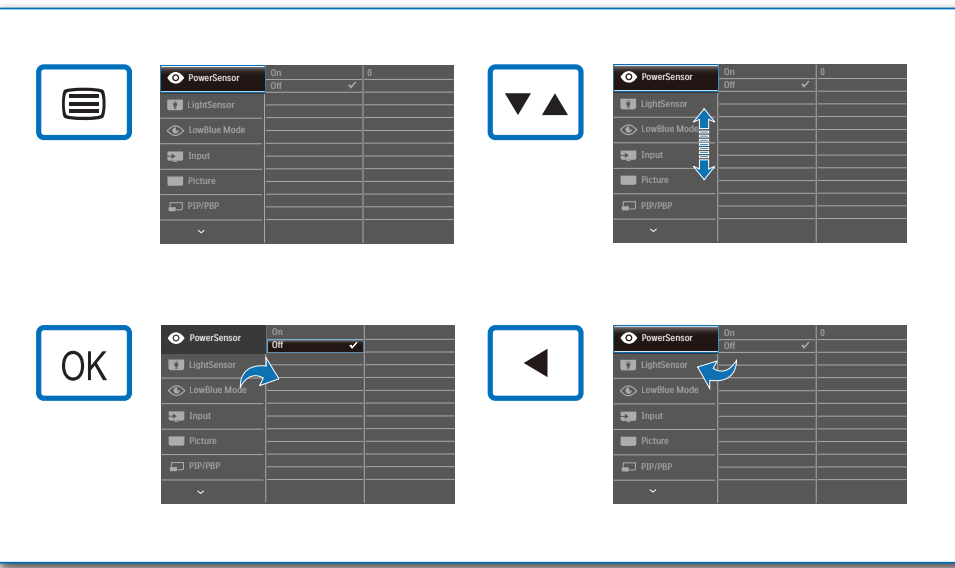 PowerSensor On 0
Off
LightSensor
LowBlue Mode
Input
Picture
PIP/PBP
PowerSensor On 0
Off
LightSensor
LowBlue Mode
Input
Picture
PIP/PBP
OK
PowerSensor On
Off
LightSensor
LowBlue Mode
Input
Picture
PIP/PBP
PowerSensor On 0
Off
LightSensor
LowBlue Mode
Input
Picture
PIP/PBP